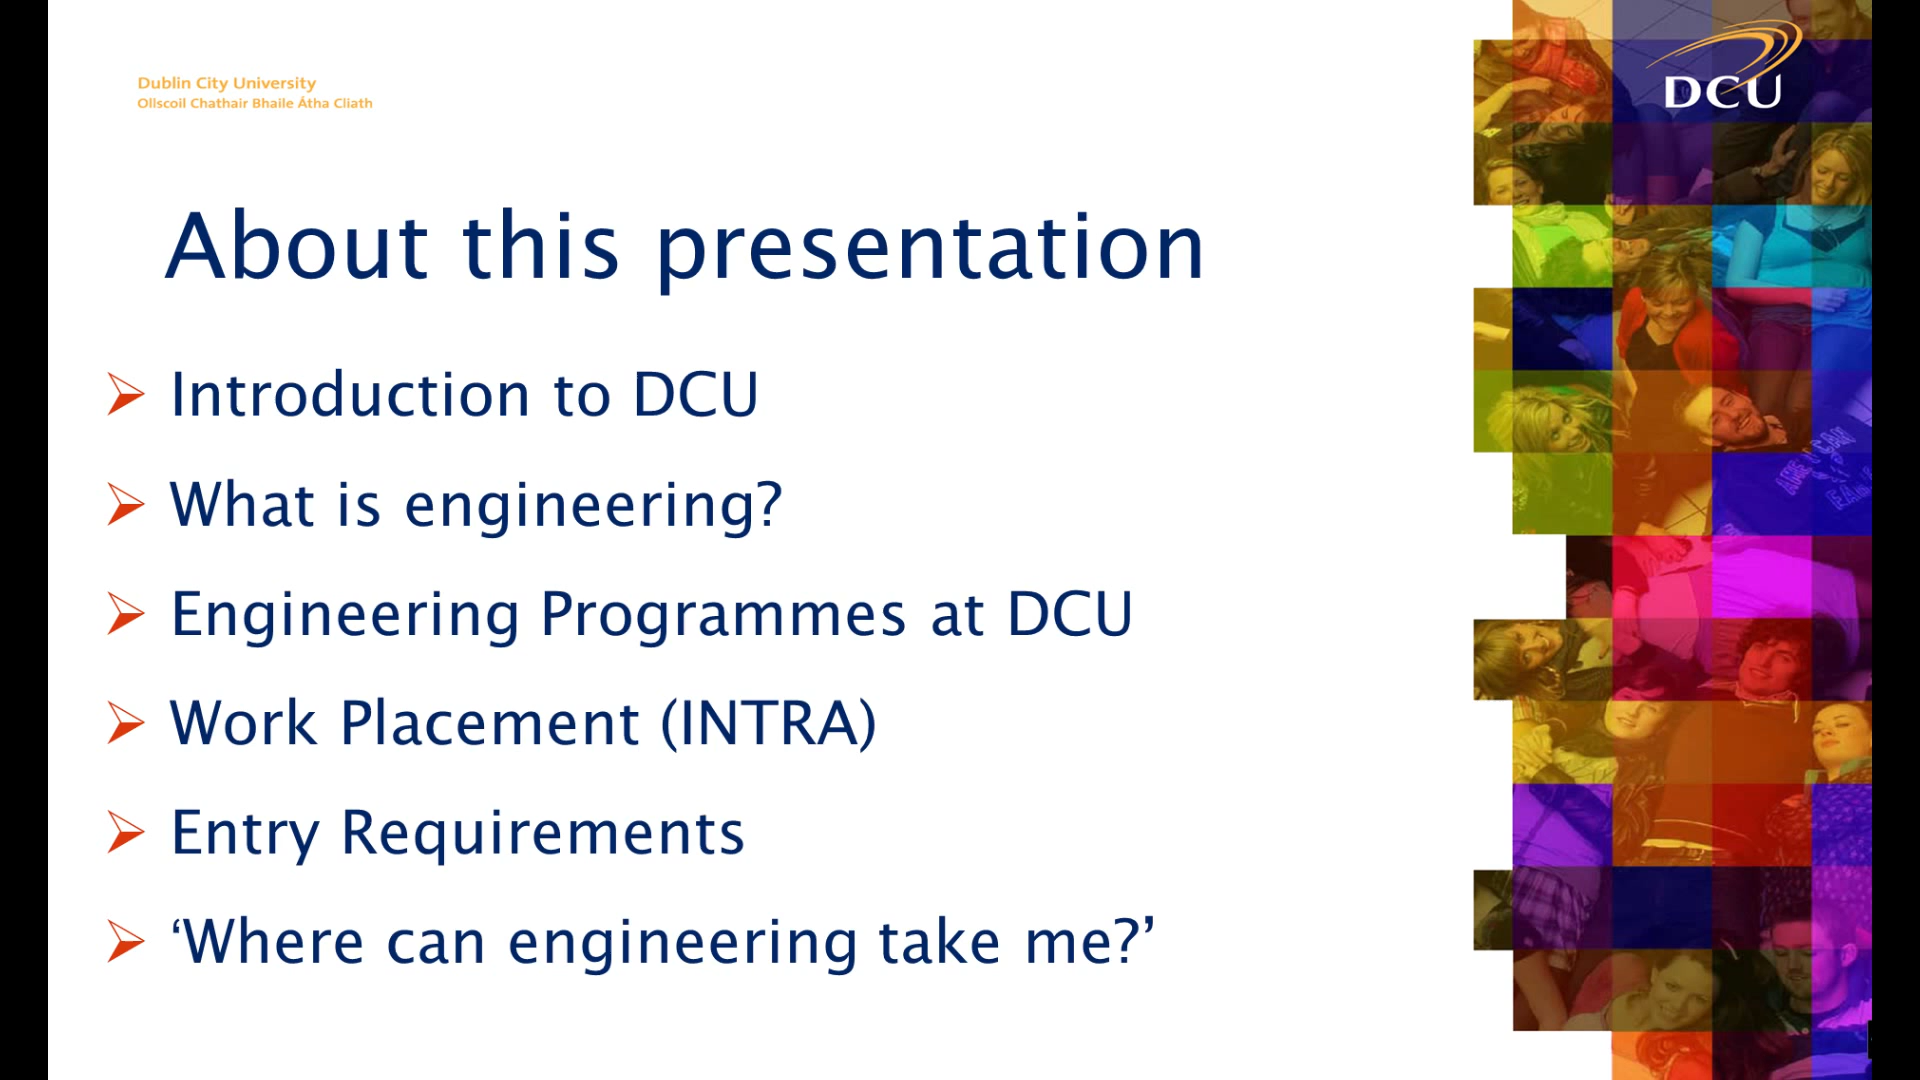 Dublin City University
Ollscoil Chathair Bhaile Átha Cliath
DCU
About this presentation
Introduction to DCU
What is engineering?
Engineering Programmes at DCU
Work Placement (INTRA)
Entry Requirements
‘Where can engineering take me?’